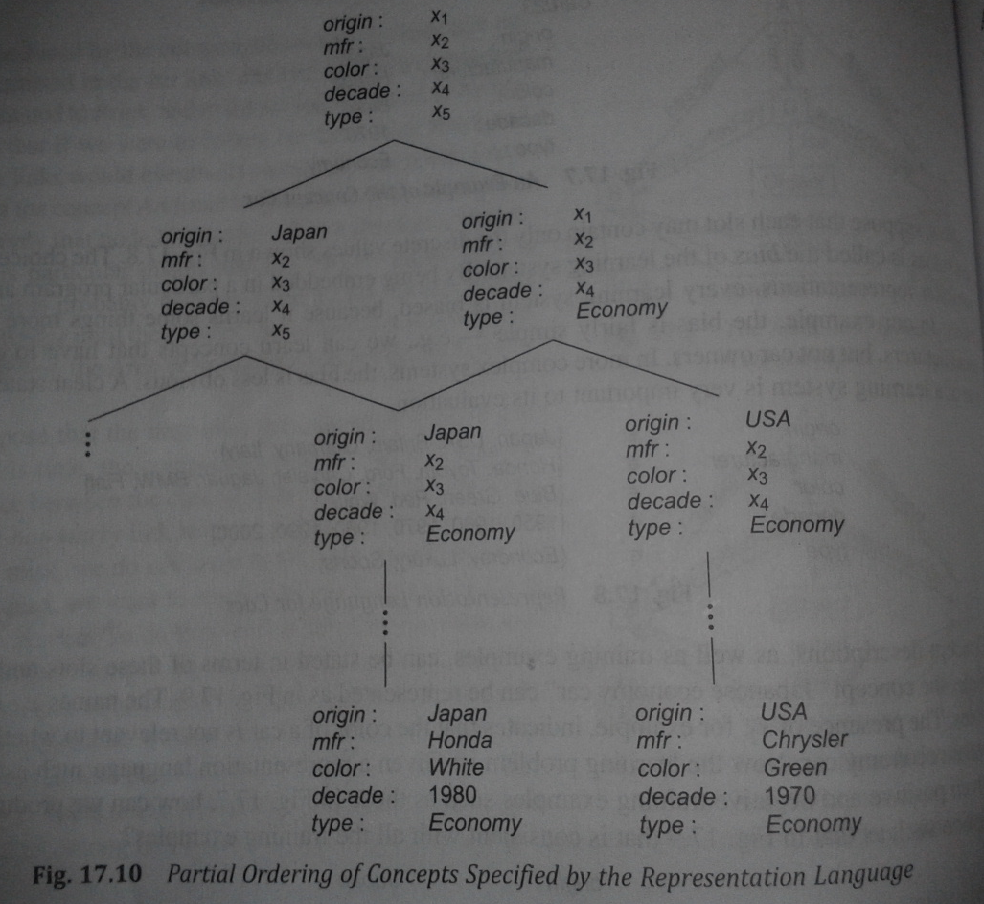 origin : x1
mfr : x2
color : x3
decade : x4
type : x5
origin : Japan
mfr : x2
color : x3
decade : x4
type : x5
origin : x1
mfr : x2
color : x3
decade : x4
type : Economy
origin : Japan
mfr : x2
color : x3
decade : x4
type : Economy
origin : USA
mfr : x2
color : x3
decade : x4
type : Economy
origin : Japan
mfr : Honda
color : White
decade : 1980
type : Economy
origin : USA
mfr : Chrysler
color : Green
decade : 1970
type : Economy
Fig. 17.10 Partial Ordering of Concepts Specified by the Representation Language